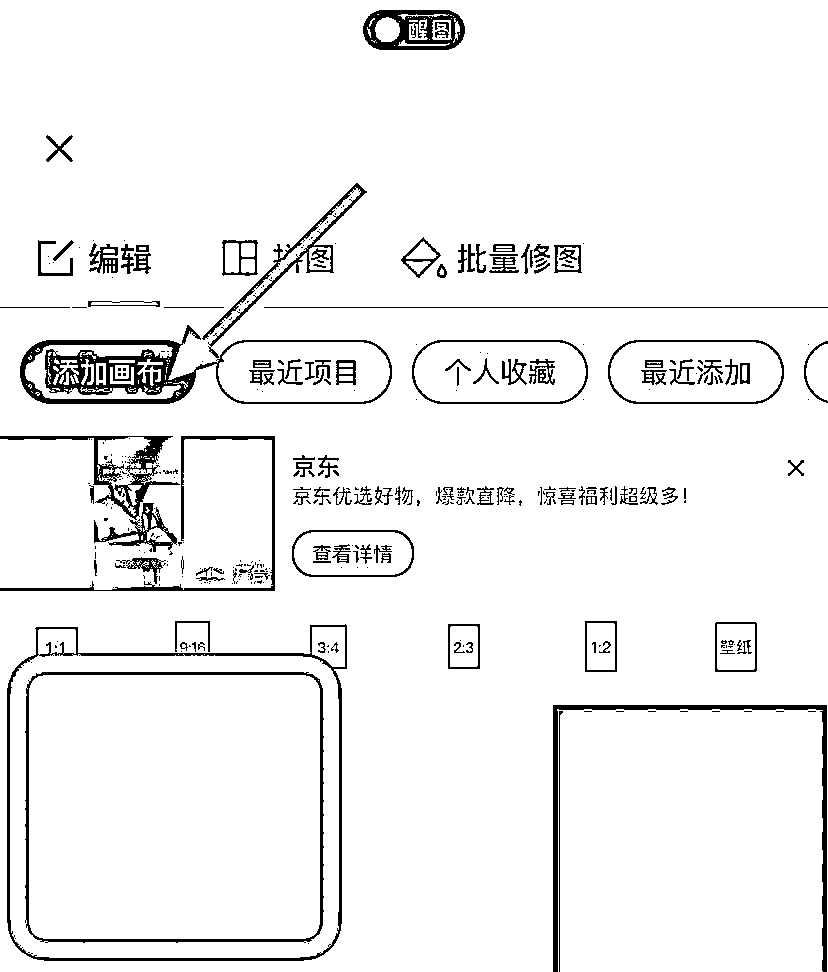 醒图
编辑 拼图 批量修图
添加画布 最近项目 个人收藏 最近添加
京东
京东优选好物，爆款直降，惊喜福利超级多！
查看详情
广告
1:1 9:16 3:4 2:3 1:2 壁纸